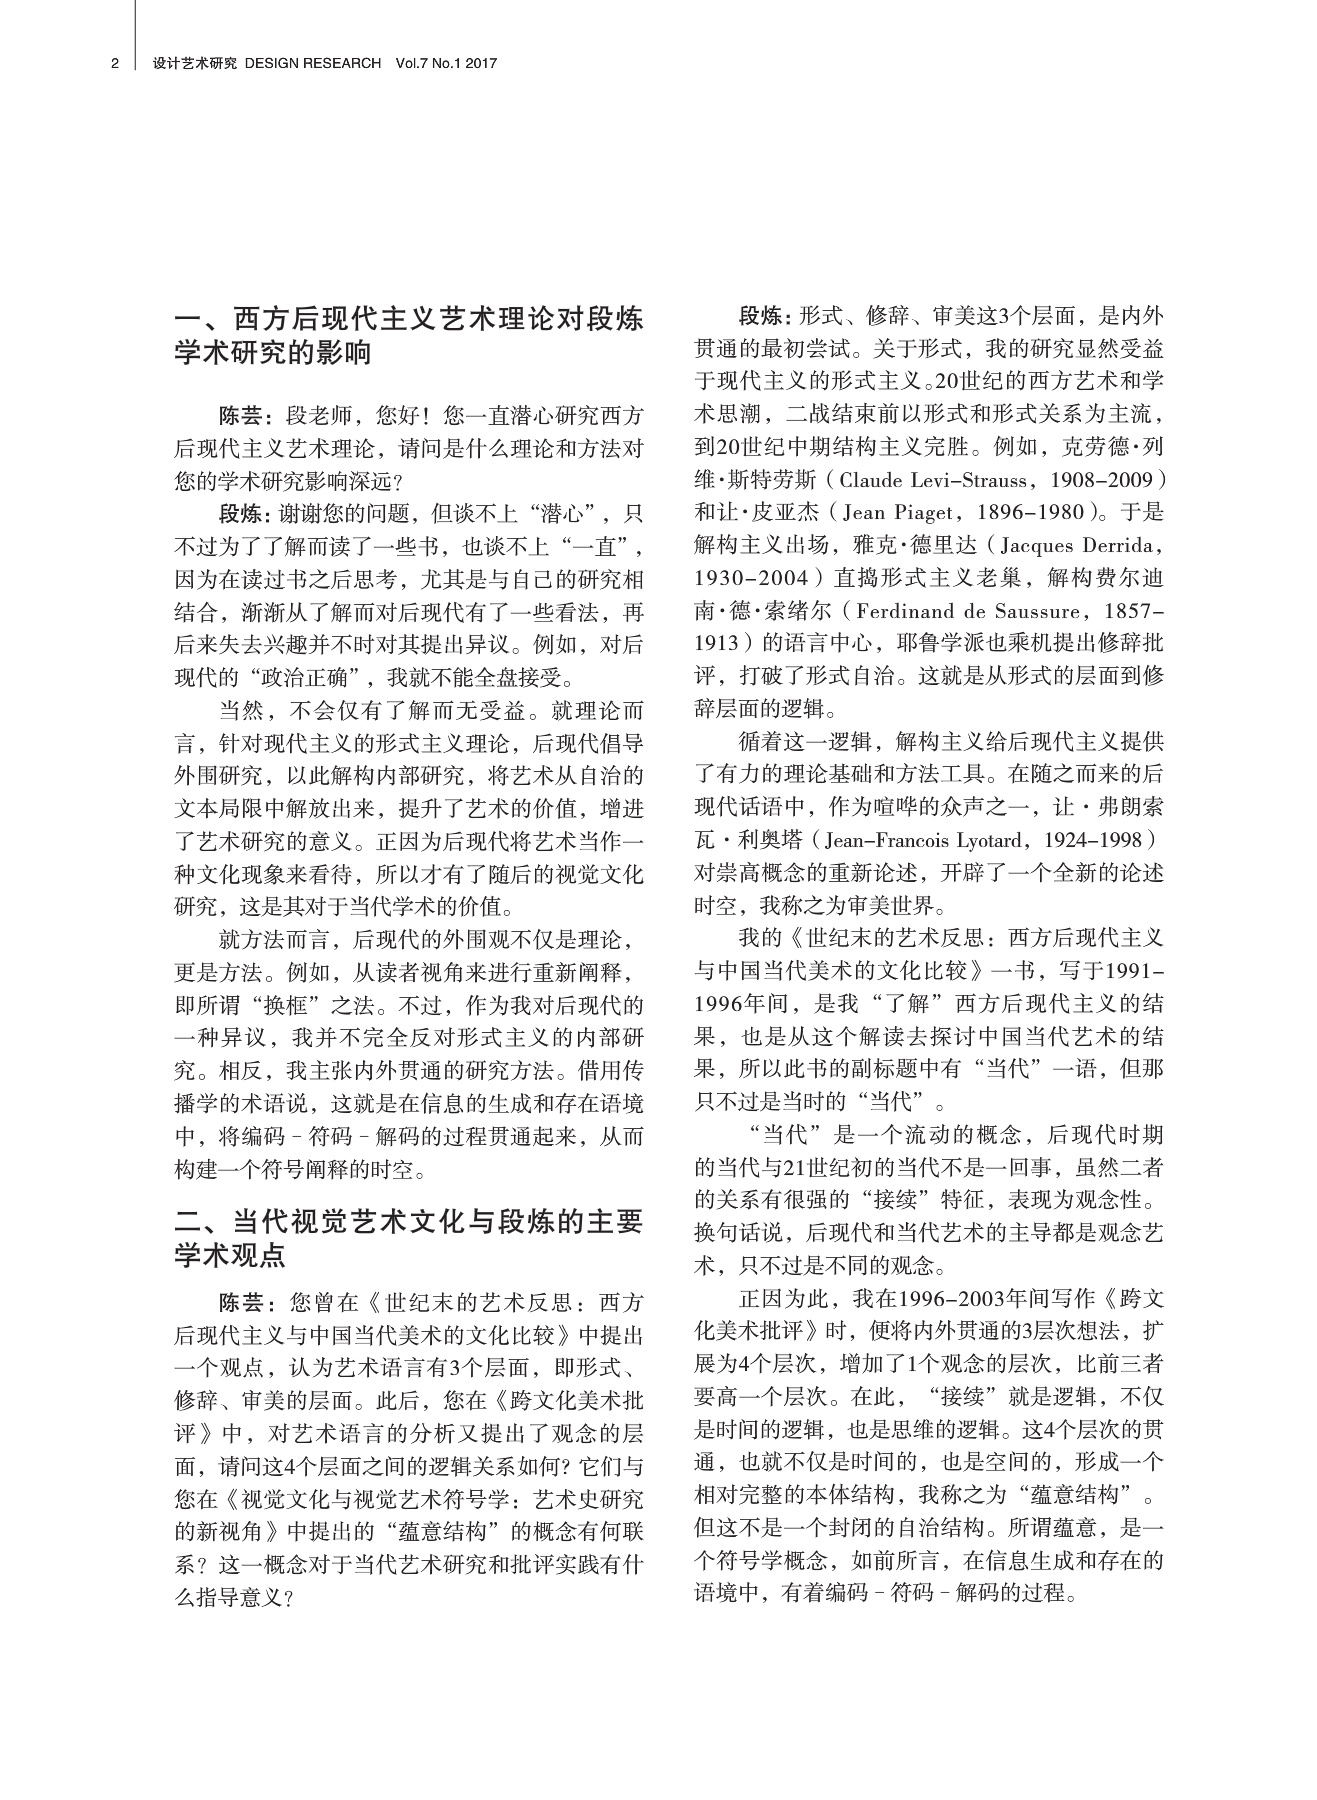 2 设计艺术研究 DESIGN RESEARCH Vol.7 No.1 2017
一、西方后现代主义艺术理论对段炼
学术研究的影响
陈芸：段老师，您好！您一直潜心研究西方
后现代主义艺术理论，请问是什么理论和方法对
您的学术研究影响深远？
段炼：谢谢您的问题，但谈不上“潜心”，只
不过为了了解而读了一些书，也谈不上“一直”，
因为在读过书之后思考，尤其是与自己的研究相
结合，渐渐从了解而对后现代有了一些看法，再
后来失去兴趣并不时对其提出异议。例如，对后
现代的“政治正确”，我就不能全盘接受。
当然，不会仅有了解而无受益。就理论而
言，针对现代主义的形式主义理论，后现代倡导
外围研究，以此解构内部研究，将艺术从自治的
文本局限中解放出来，提升了艺术的价值，增进
了艺术研究的意义。正因为后现代将艺术当作一
种文化现象来看待，所以才有了随后的视觉文化
研究，这是其对于当代学术的价值。
就方法而言，后现代的外围观不仅是理论，
更是方法。例如，从读者视角来进行重新阐释，
即所谓“换框”之法。不过，作为我对后现代的
一种异议，我并不完全反对形式主义的内部研
究。相反，我主张内外贯通的研究方法。借用传
播学的术语说，这就是在信息的生成和存在语境
中，将编码－符码－解码的过程贯通起来，从而
构建一个符号阐释的时空。
二、当代视觉艺术文化与段炼的主要
学术观点
陈芸：您曾在《世纪末的艺术反思：西方
后现代主义与中国当代美术的文化比较》中提出
一个观点，认为艺术语言有3个层面，即形式、
修辞、审美的层面。此后，您在《跨文化美术批
评》中，对艺术语言的分析又提出了观念的层
面，请问这4个层面之间的逻辑关系如何？它们与
您在《视觉文化与视觉艺术符号学：艺术史研究
的新视角》中提出的“蕴意结构”的概念有何联
系？这一概念对于当代艺术研究和批评实践有什
么指导意义？
段炼：形式、修辞、审美这3个层面，是内外
贯通的最初尝试。关于形式，我的研究显然受益
于现代主义的形式主义。20世纪的西方艺术和学
术思潮，二战结束前以形式和形式关系为主流，
到20世纪中期结构主义完胜。例如，克劳德·列
维·斯特劳斯（Claude Levi–Strauss，1908–2009）
和让·皮亚杰（Jean Piaget，1896–1980）。于是
解构主义出场，雅克·德里达（Jacques Derrida，
1930–2004）直捣形式主义老巢，解构费尔迪
南·德·索绪尔（Ferdinand de Saussure，1857–
1913）的语言中心，耶鲁学派也乘机提出修辞批
评，打破了形式自治。这就是从形式的层面到修
辞层面的逻辑。
循着这一逻辑，解构主义给后现代主义提供
了有力的理论基础和方法工具。在随之而来的后
现代话语中，作为喧哗的众声之一，让·弗朗索
瓦·利奥塔（Jean–Francois Lyotard，1924–1998）
对崇高概念的重新论述，开辟了一个全新的论述
时空，我称之为审美世界。
我的《世纪末的艺术反思：西方后现代主义
与中国当代美术的文化比较》一书，写于1991–
1996年间，是我“了解”西方后现代主义的结
果，也是从这个解读去探讨中国当代艺术的结
果，所以此书的副标题中有“当代”一语，但那
只不过是当时的“当代”。
“当代”是一个流动的概念，后现代时期
的当代与21世纪初的当代不是一回事，虽然二者
的关系有很强的“接续”特征，表现为观念性。
换句话说，后现代和当代艺术的主导都是观念艺
术，只不过是不同的观念。
正因为此，我在1996–2003年间写作《跨文
化美术批评》时，便将内外贯通的3层次想法，扩
展为4个层次，增加了1个观念的层次，比前三者
要高一个层次。在此，“接续”就是逻辑，不仅
是时间的逻辑，也是思维的逻辑。这4个层次的贯
通，也就不仅是时间的，也是空间的，形成一个
相对完整的本体结构，我称之为“蕴意结构”。
但这不是一个封闭的自治结构。所谓蕴意，是一
个符号学概念，如前所言，在信息生成和存在的
语境中，有着编码－符码－解码的过程。